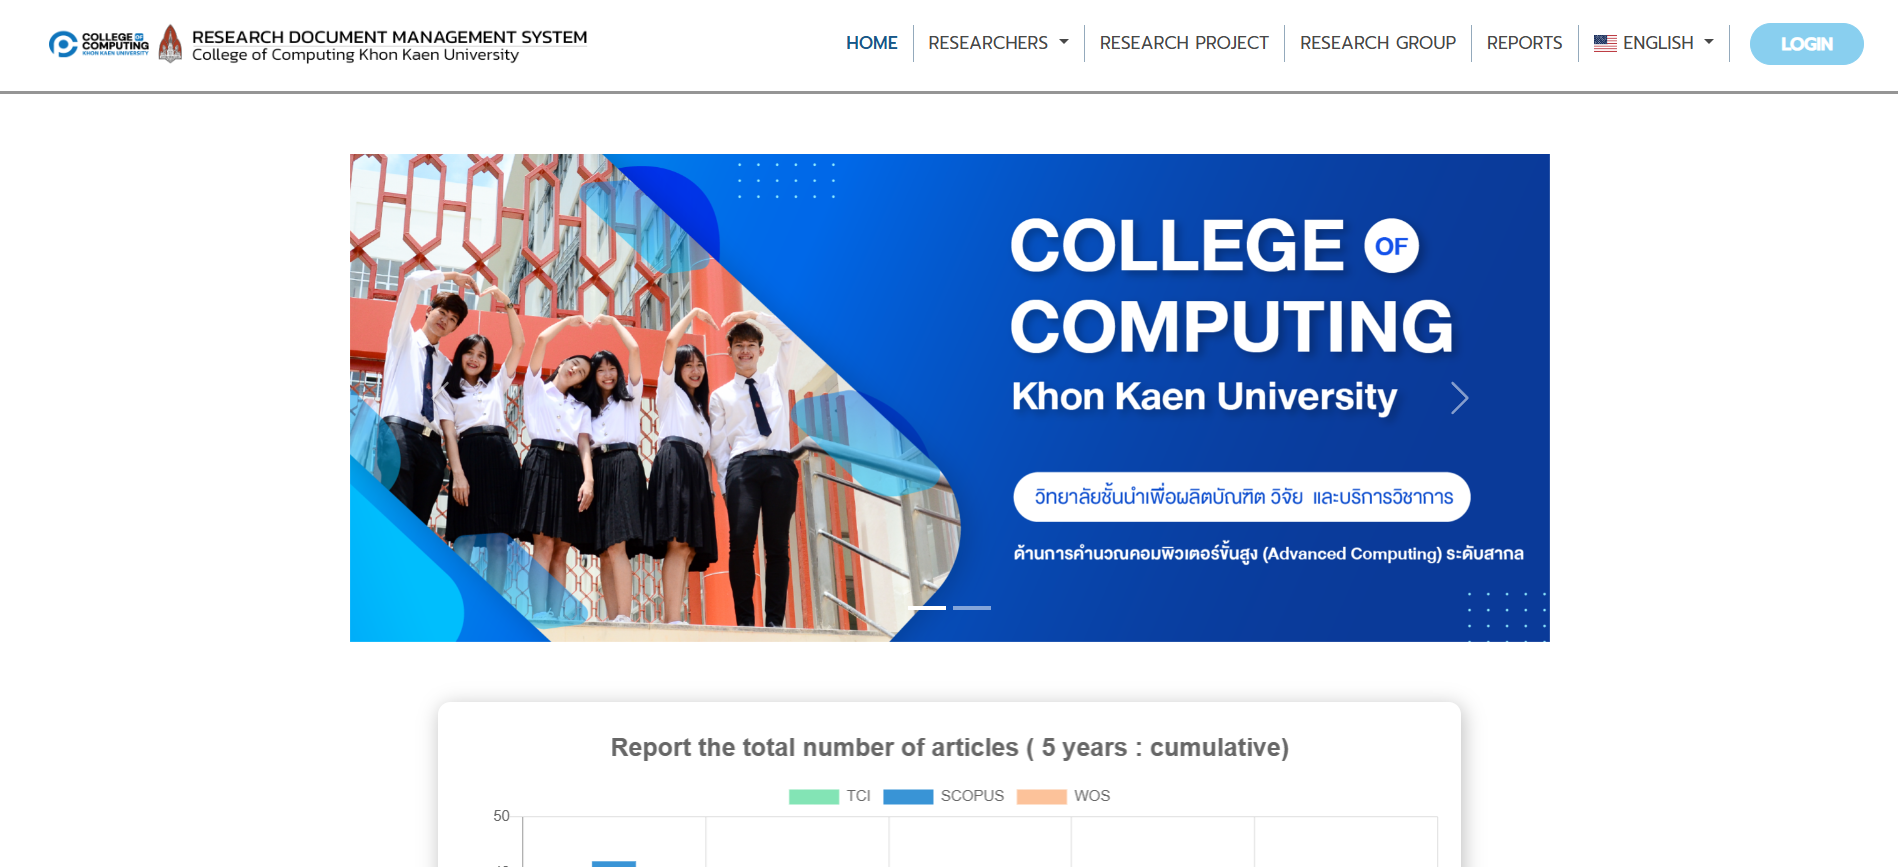 COLLEGE OF
COMPUTING
KHON KAEN UNIVERSITY
RESEARCH DOCUMENT MANAGEMENT SYSTEM
College of Computing Khon Kaen University
HOME
RESEARCHERS
RESEARCH PROJECT
RESEARCH GROUP
REPORTS
ENGLISH
LOGIN
COLLEGE OF
COMPUTING
Khon Kaen University
วิทยาลัยชั้นนำเพื่อผลิตบัณฑิต วิจัย และบริการวิชาการ
ด้านการคำนวณคอมพิวเตอร์ขั้นสูง (Advanced Computing) ระดับสากล
Report the total number of articles ( 5 years : cumulative)
TCI SCOPUS WOS
50